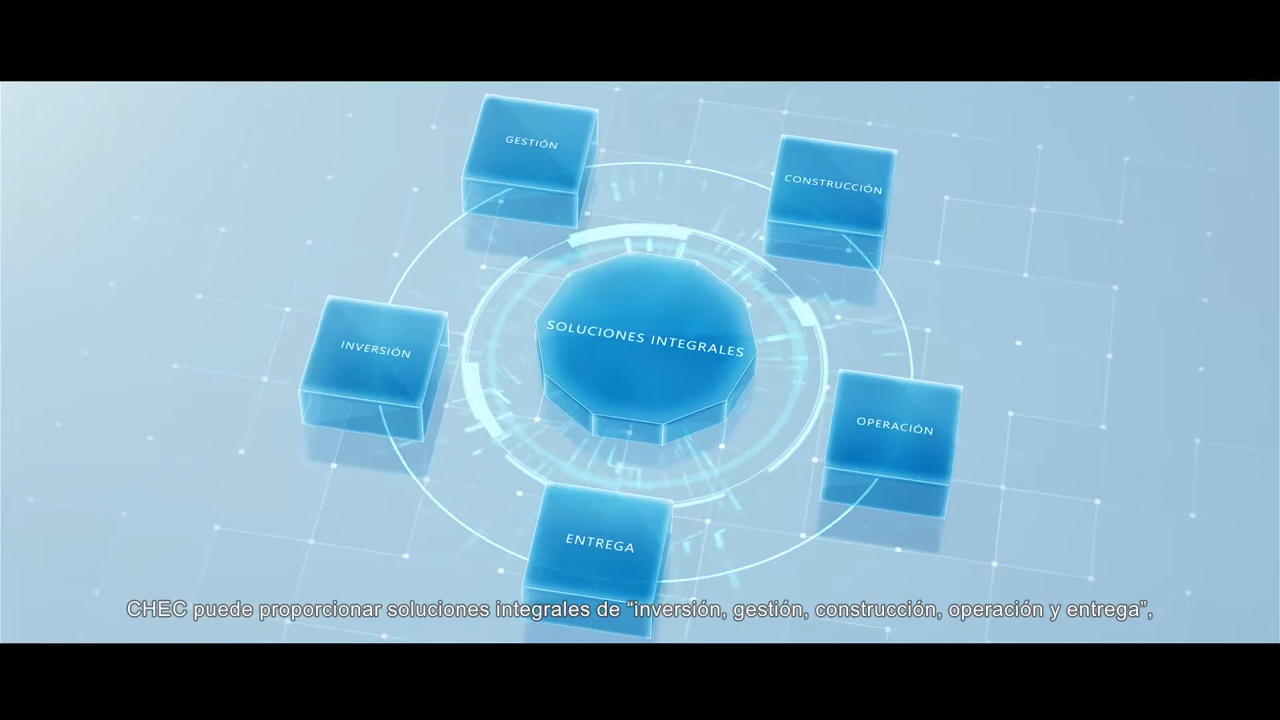 GESTIÓN
CONSTRUCCIÓN
SOLUCIONES INTEGRALES
INVERSIÓN
OPERACIÓN
ENTREGA
CHEC puede proporcionar soluciones integrales de “inversión, gestión, construcción, operación y entrega”,